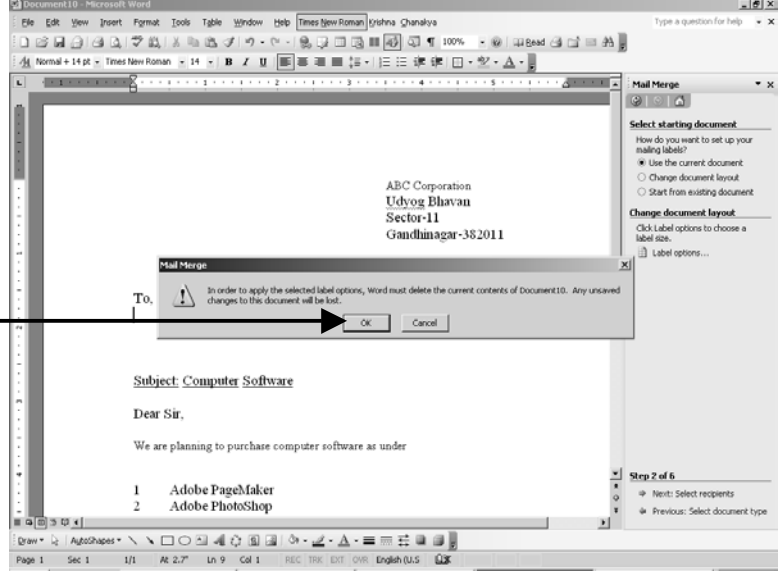 Document10 - Microsoft Word
File Edit View Insert Format Tools Table Window Help Times New Roman Krishna Chanakya Type a question for help
100% Read
Normal + 14 pt Times New Roman 14 B I U A
Mail Merge
Select starting document
How do you want to set up your
mailing labels?
Use the current document
Change document layout
Start from existing document
Change document layout
Click Label options to choose a
label size.
Label options...
ABC Corporation
Udyog Bhavan
Sector-11
Gandhinagar-382011
To,
Mail Merge
In order to apply the selected label options, Word must delete the current contents of Document10. Any unsaved
changes to this document will be lost.
OK Cancel
Subject: Computer Software
Dear Sir,
We are planning to purchase computer software as under
1 Adobe PageMaker
2 Adobe PhotoShop
Step 2 of 6
Next: Select recipients
Previous: Select document type
Draw AutoShapes A
Page 1 Sec 1 1/1 At 2.7" Ln 9 Col 1 REC TRK EXT OVR English (U.S